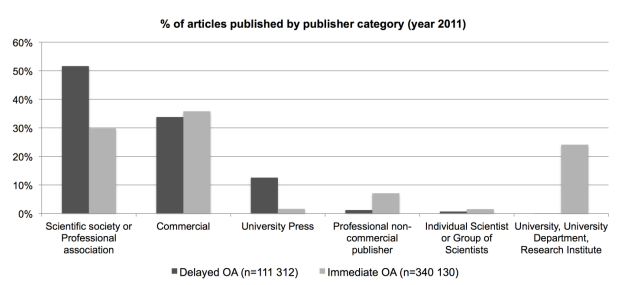 % of articles published by publisher category (year 2011)
60%
50%
40%
30%
20%
10%
0%
Scientific society or
Professional
association
Commercial
University Press
Professional non-
commercial
publisher
Individual Scientist
or Group of
Scientists
University, University
Department,
Research Institute
Delayed OA (n=111 312)
Immediate OA (n=340 130)